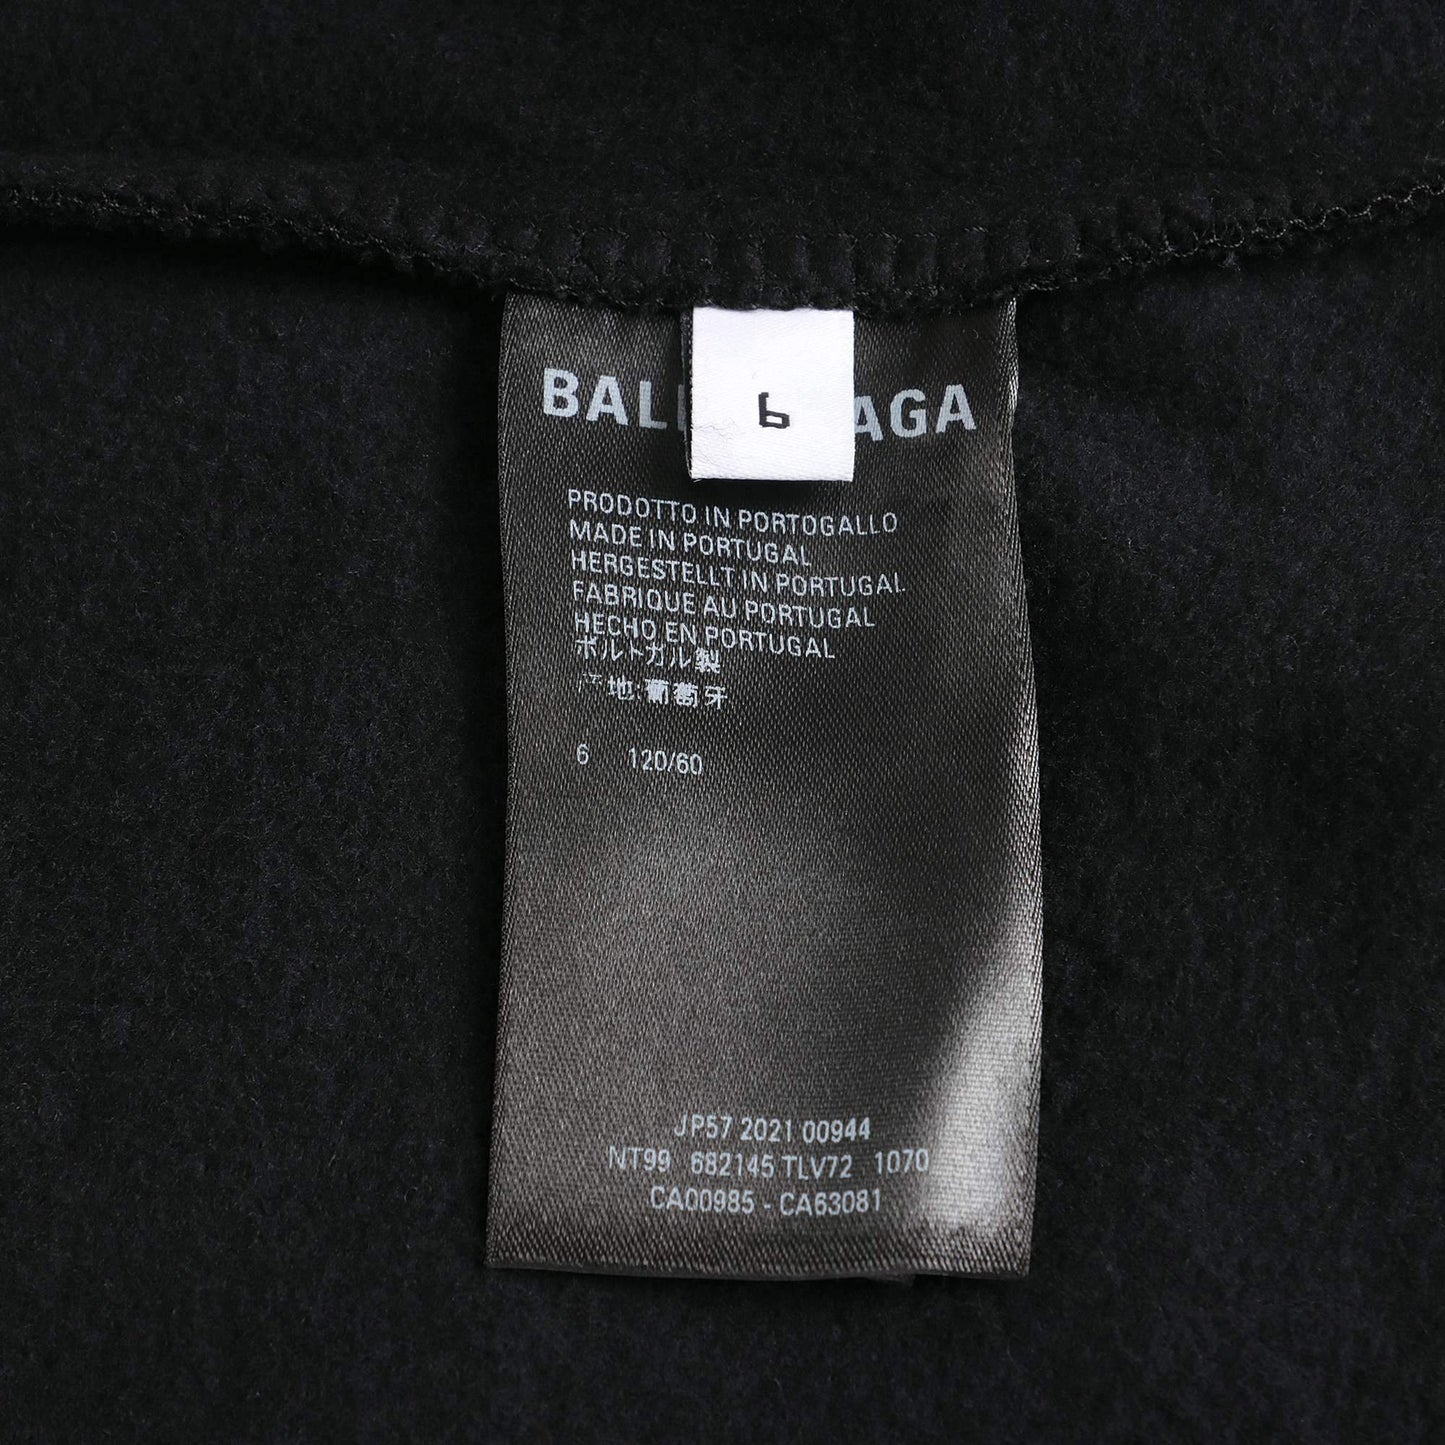 BALI AGA
6
PRODOTTO IN PORTOGALLO
MADE IN PORTUGAL
HERGESTELLT IN PORTUGAL
FABRIQUE AU PORTUGAL
HECHO EN PORTUGAL
ポルトガル製
产地:葡萄牙
6 120/60
JP57 2021 00944
NT99 682145 TLV72 1070
CA00985 - CA63081